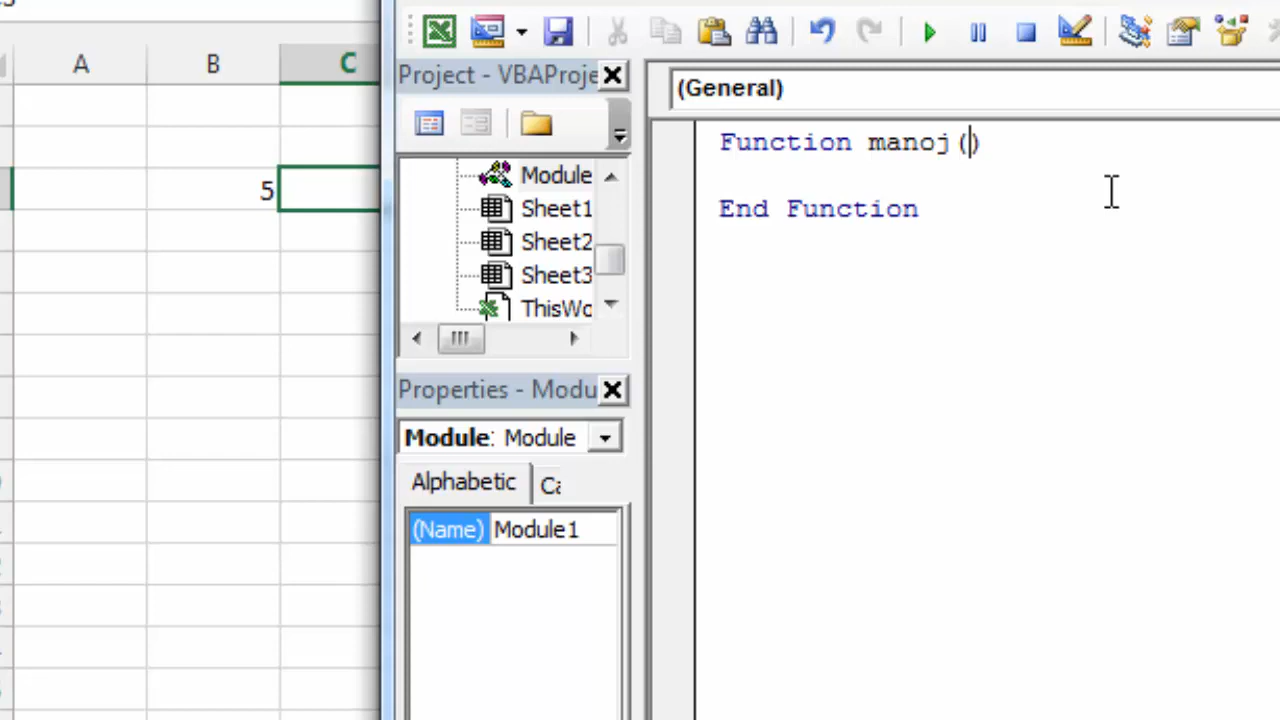 A B C
5
Project - VBAProje
Module
Sheet1
Sheet2
Sheet3
ThisWo
Properties - Modu
Module: Module
Alphabetic Ca
(Name) Module1
(General)
Function manoj()
End Function